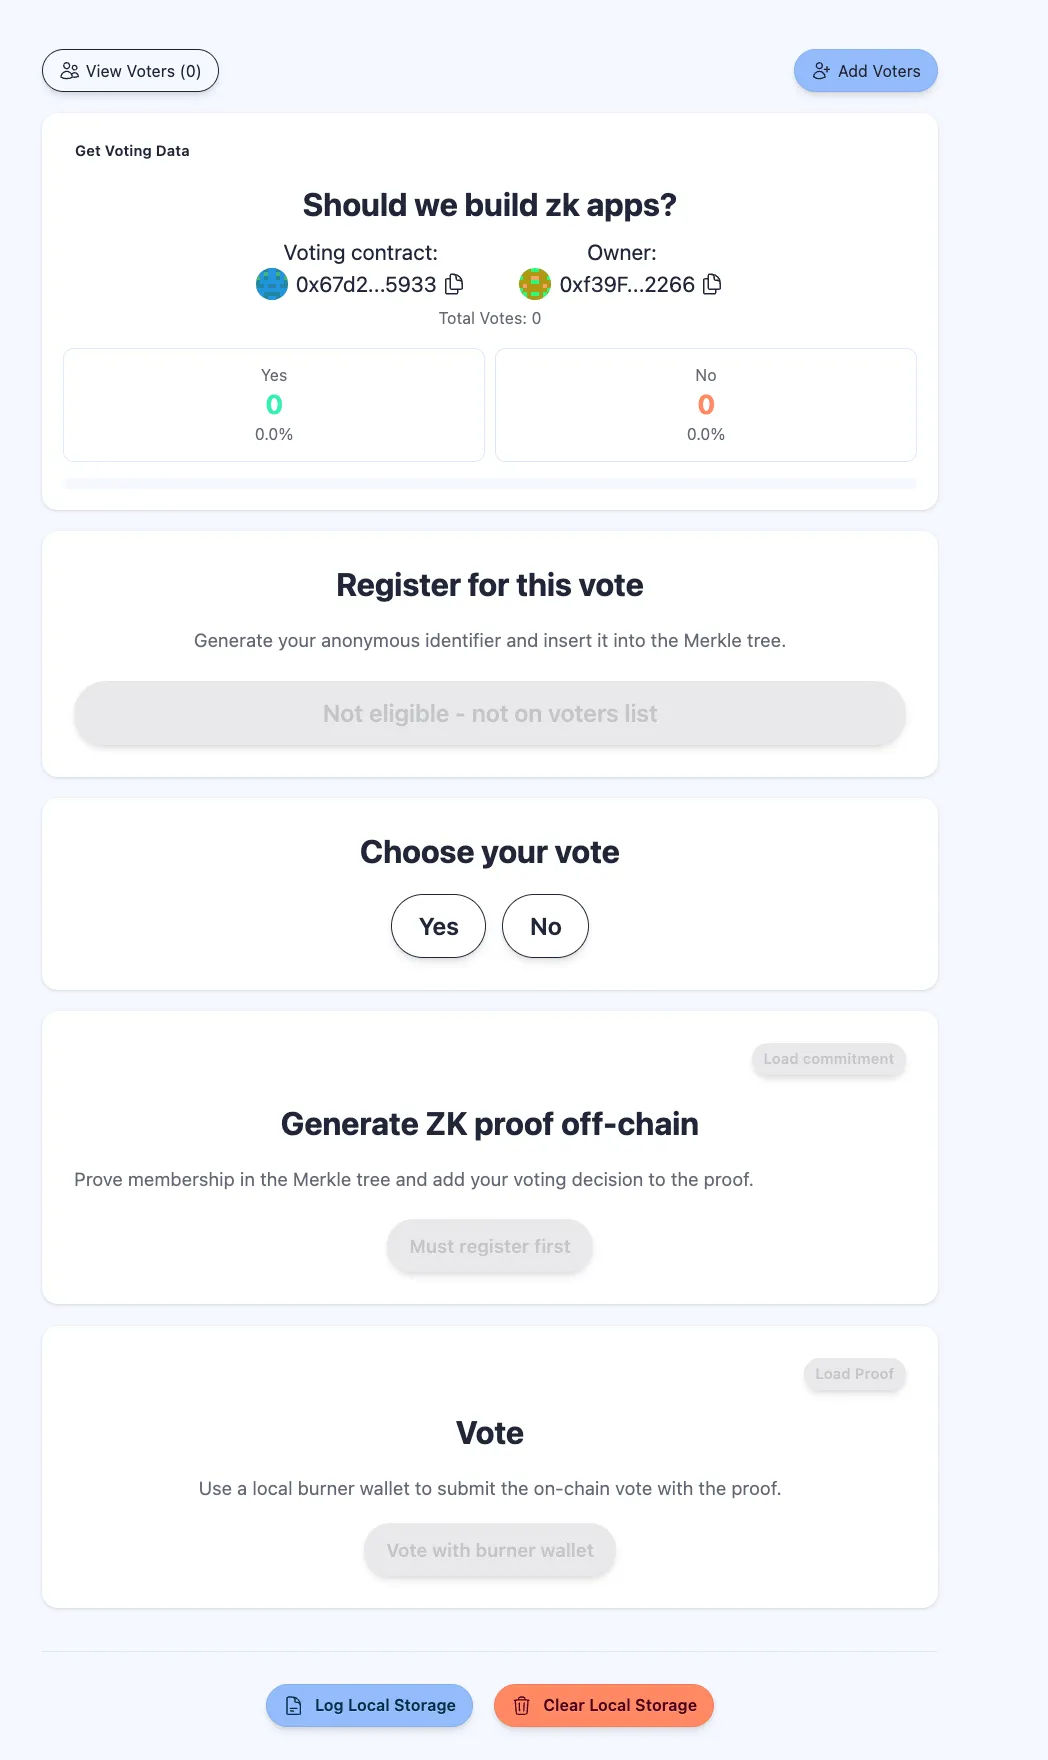 View Voters (0)
Add Voters
Get Voting Data
Should we build zk apps?
Voting contract:
0x67d2...5933
Owner:
0xf39F...2266
Total Votes: 0
Yes
0
0.0%
No
0
0.0%
Register for this vote
Generate your anonymous identifier and insert it into the Merkle tree.
Not eligible - not on voters list
Choose your vote
Yes
No
Load commitment
Generate ZK proof off-chain
Prove membership in the Merkle tree and add your voting decision to the proof.
Must register first
Load Proof
Vote
Use a local burner wallet to submit the on-chain vote with the proof.
Vote with burner wallet
Log Local Storage
Clear Local Storage